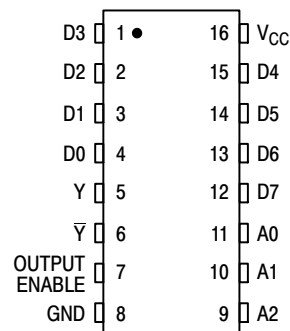 D3 1 16 VCC
D2 2 15 D4
D1 3 14 D5
D0 4 13 D6
Y 5 12 D7
Y̅ 6 11 A0
OUTPUT
ENABLE 7 10 A1
GND 8 9 A2